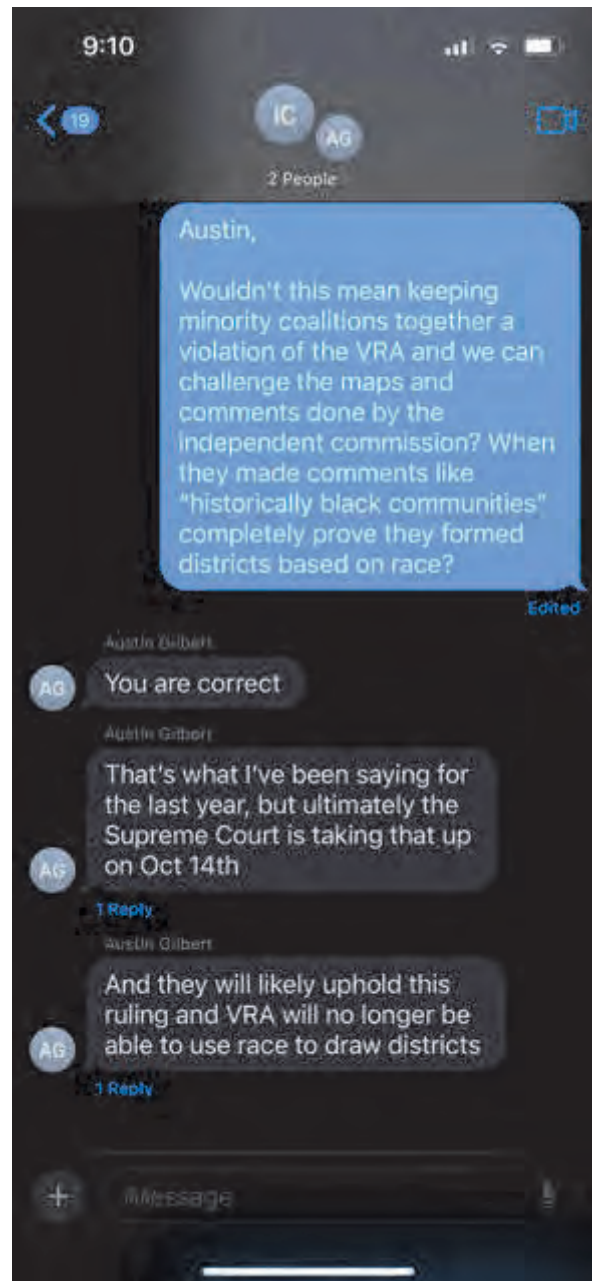 9:10
19
IC
AG
2 People
Austin,
Wouldn't this mean keeping
minority coalitions together a
violation of the VRA and we can
challenge the maps and
comments done by the
independent commission? When
they made comments like
"historically black communities"
completely prove they formed
districts based on race?
Edited
Austin Gilbert
AG
You are correct
Austin Gilbert
That's what I've been saying for
the last year, but ultimately the
Supreme Court is taking that up
on Oct 14th
AG
1 Reply
Austin Gilbert
And they will likely uphold this
ruling and VRA will no longer be
able to use race to draw districts
AG
1 Reply
iMessage